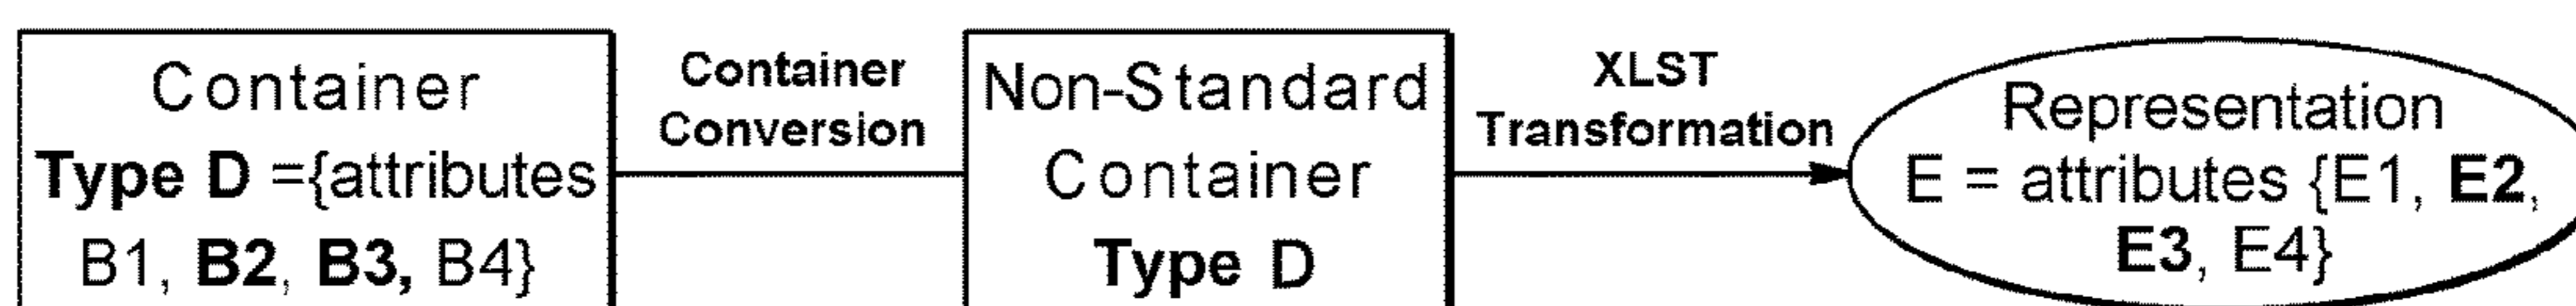 Container
Type D ={attributes
B1, B2, B3, B4}
Container
Conversion
Non-Standard
Container
Type D
XLST
Transformation
Representation
E = attributes {E1, E2,
E3, E4}